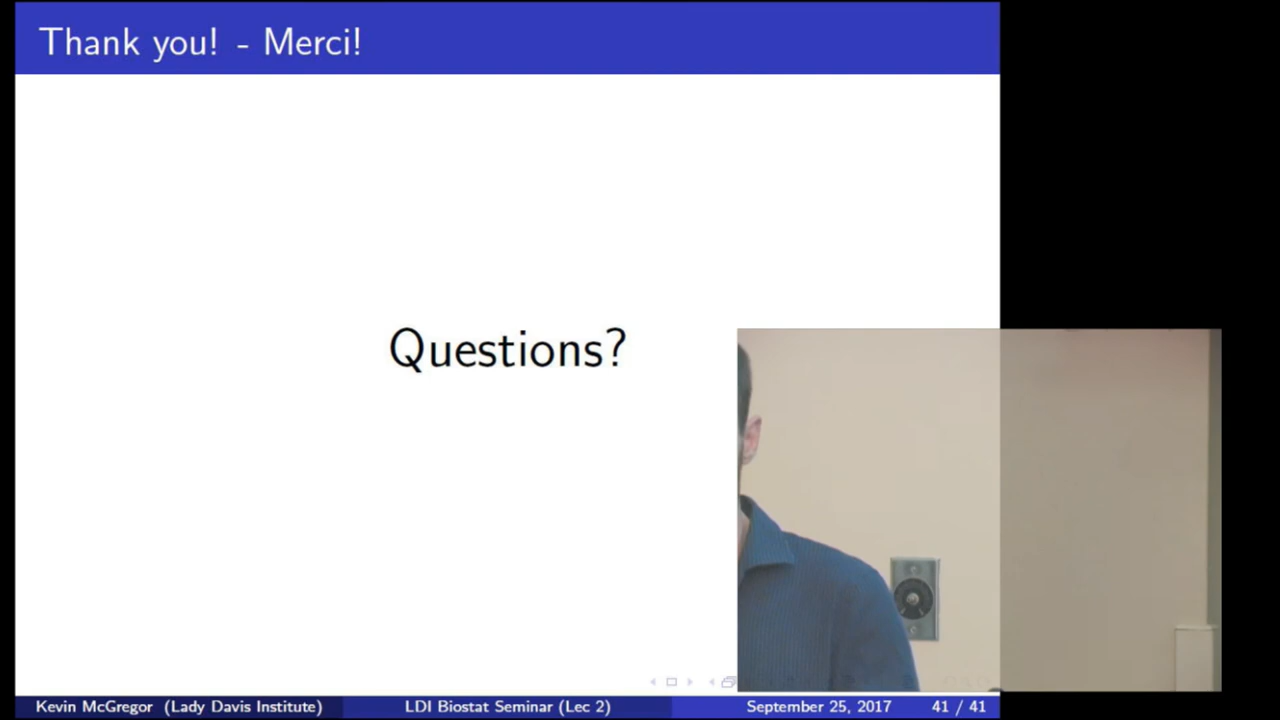 Thank you! - Merci!
Questions?
Kevin McGregor (Lady Davis Institute) LDI Biostat Seminar (Lec 2) September 25, 2017 41 / 41